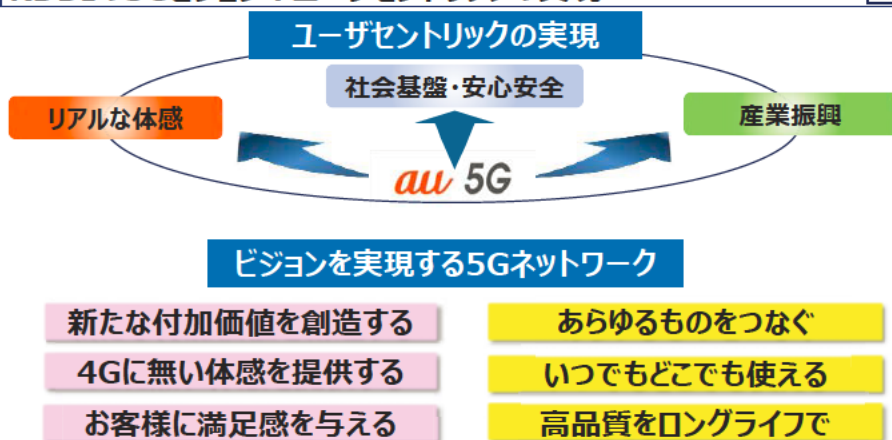 ユーザセントリックの実現
社会基盤・安心安全
リアルな体感
産業振興
au 5G
ビジョンを実現する5Gネットワーク
新たな付加価値を創造する
あらゆるものをつなぐ
4Gに無い体感を提供する
いつでもどこでも使える
お客様に満足感を与える
高品質をロングライフで